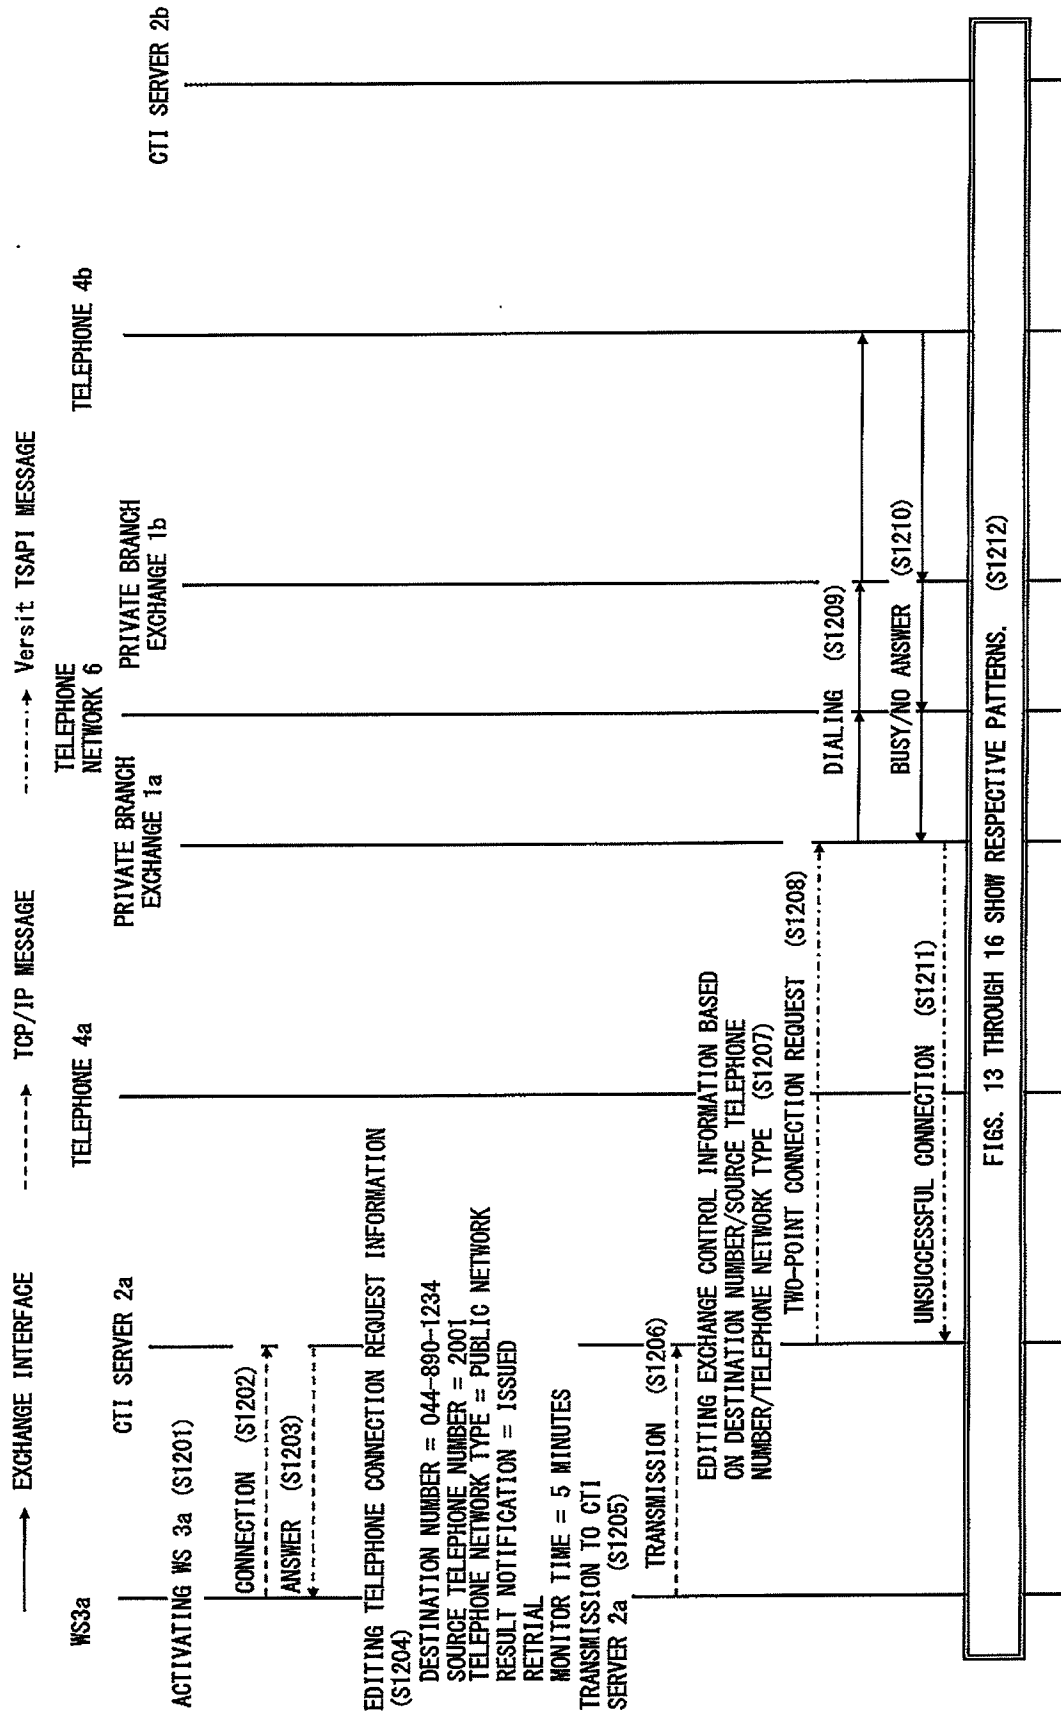 EXCHANGE INTERFACE
TCP/IP MESSAGE
Versit TSAPI MESSAGE
WS3a
CTI SERVER 2a
TELEPHONE 4a
PRIVATE BRANCH
EXCHANGE 1a
TELEPHONE
NETWORK 6
PRIVATE BRANCH
EXCHANGE 1b
TELEPHONE 4b
CTI SERVER 2b
ACTIVATING WS 3a (S1201)
CONNECTION (S1202)
ANSWER (S1203)
EDITING TELEPHONE CONNECTION REQUEST INFORMATION
(S1204)
DESTINATION NUMBER = 044-890-1234
SOURCE TELEPHONE NUMBER = 2001
TELEPHONE NETWORK TYPE = PUBLIC NETWORK
RESULT NOTIFICATION = ISSUED
RETRIAL
MONITOR TIME = 5 MINUTES
TRANSMISSION TO CTI
SERVER 2a (S1205)
TRANSMISSION (S1206)
EDITING EXCHANGE CONTROL INFORMATION BASED
ON DESTINATION NUMBER/SOURCE TELEPHONE
NUMBER/TELEPHONE NETWORK TYPE (S1207)
TWO-POINT CONNECTION REQUEST (S1208)
DIALING (S1209)
BUSY/NO ANSWER (S1210)
UNSUCCESSFUL CONNECTION (S1211)
FIGS. 13 THROUGH 16 SHOW RESPECTIVE PATTERNS. (S1212)